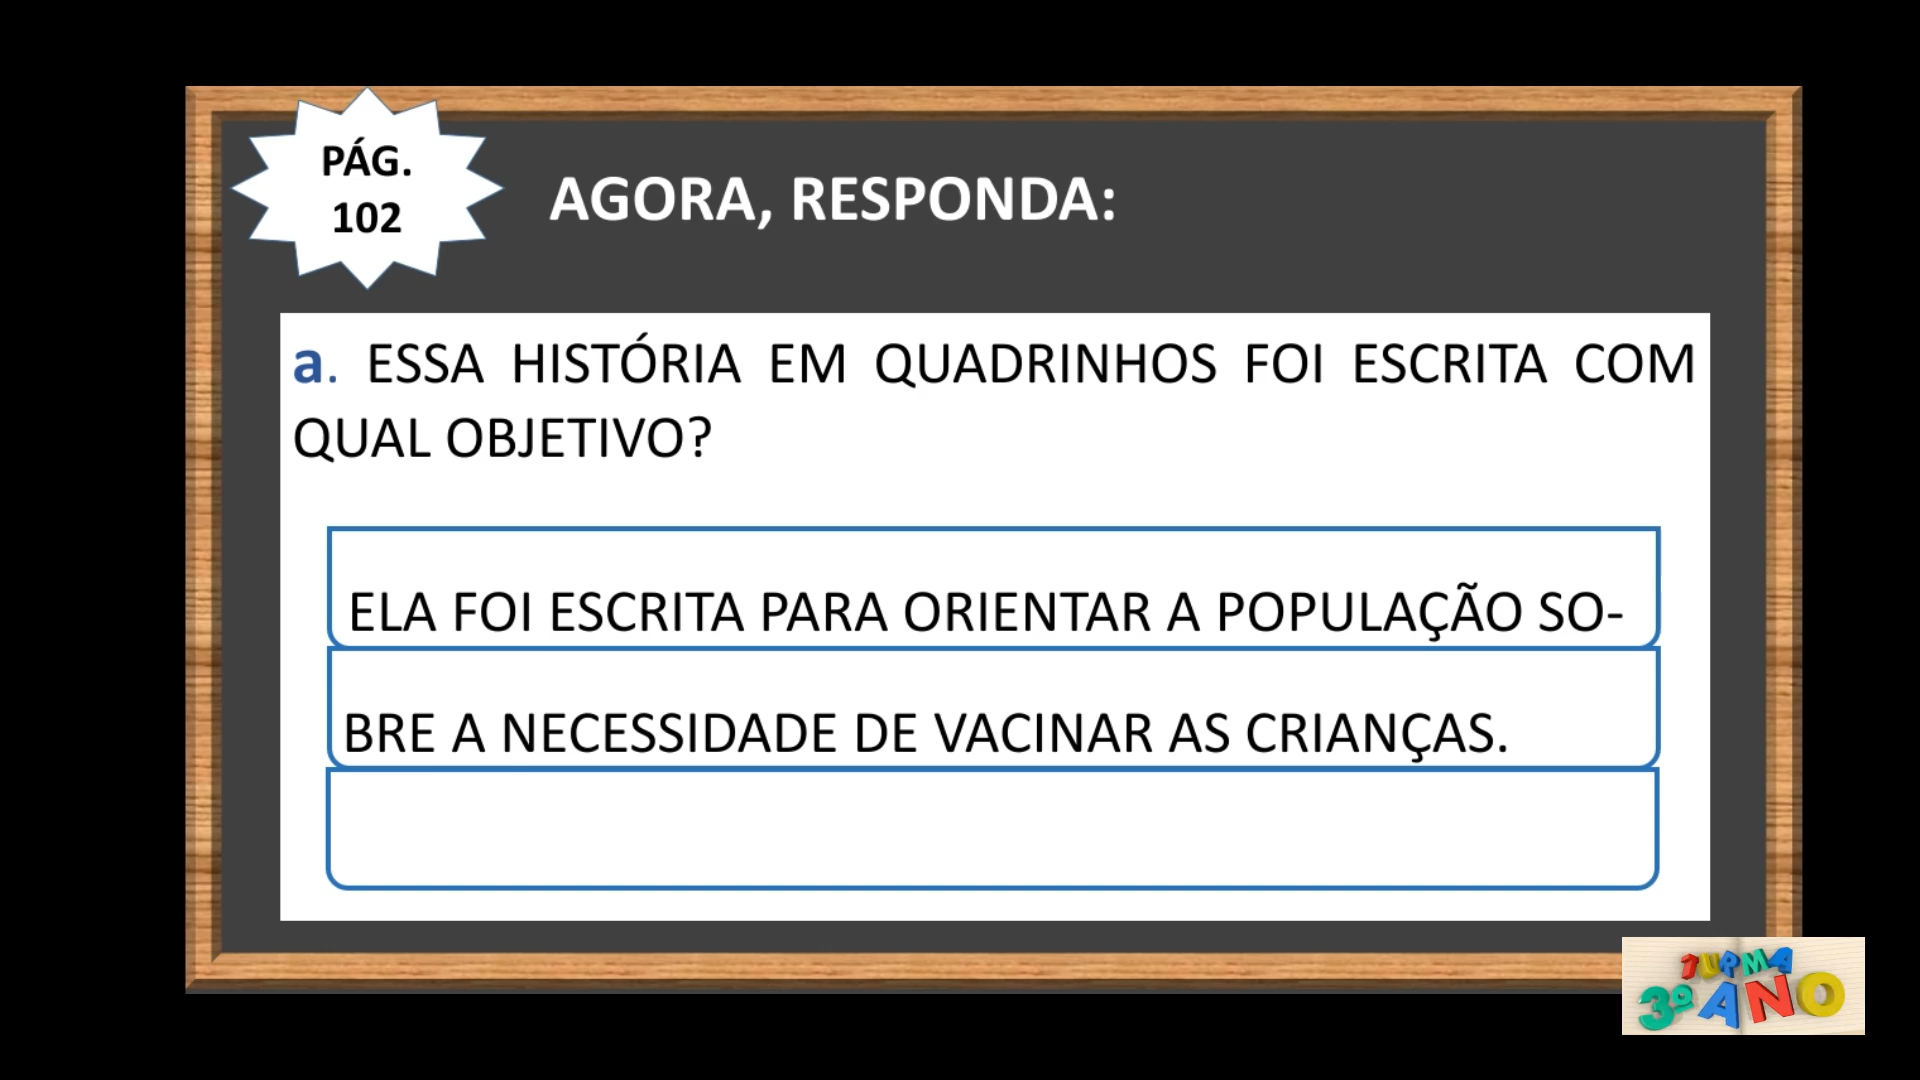 PÁG.
102
AGORA, RESPONDA:
a. ESSA HISTÓRIA EM QUADRINHOS FOI ESCRITA COM
QUAL OBJETIVO?
ELA FOI ESCRITA PARA ORIENTAR A POPULAÇÃO SO-
BRE A NECESSIDADE DE VACINAR AS CRIANÇAS.
TURMA
3º ANO